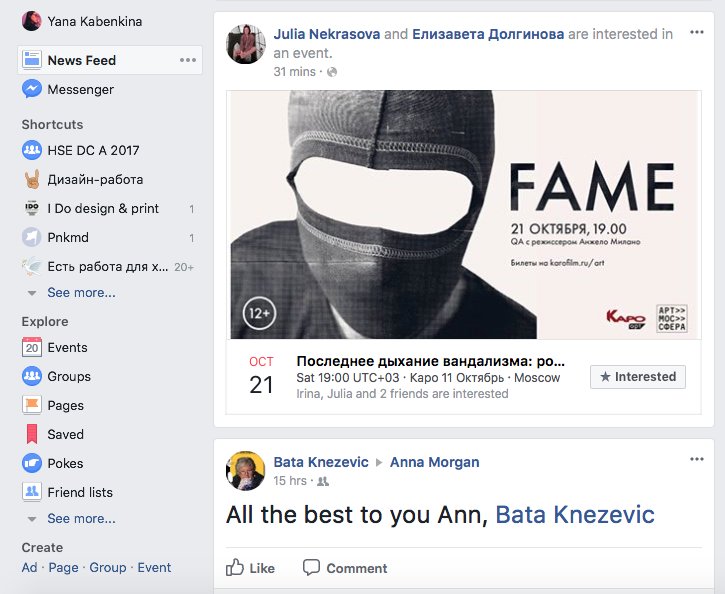 Yana Kabenkina
News Feed
Messenger
Shortcuts
HSE DC A 2017
Дизайн-работа
I Do design & print 1
Pnkmd 1
Есть работа для х... 20+
See more...
Explore
20 Events
Groups
Pages
Saved
Pokes
Friend lists
See more...
Create
Ad · Page · Group · Event
Julia Nekrasova and Елизавета Долгинова are interested in
an event.
31 mins ·
FAME
21 ОКТЯБРЯ, 19.00
QA с режиссером Анжело Милано
Билеты на karofilm.ru/art
12+
КАРО
АРТ
АРТ>>
МОС>>
СФЕРА
OCT
21
Последнее дыхание вандализма: ро...
Sat 19:00 UTC+03 · Каро 11 Октябрь · Moscow
Irina, Julia and 2 friends are interested
★ Interested
Bata Knezevic ▸ Anna Morgan
15 hrs ·
All the best to you Ann, Bata Knezevic
Like Comment